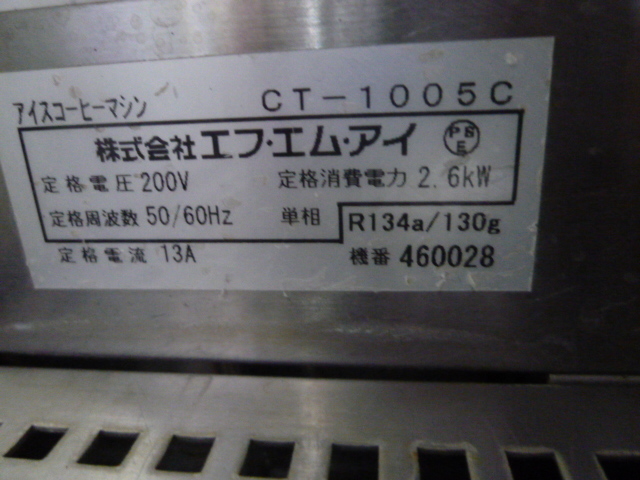 アイスコーヒーマシン CT-1005C
株式会社エフ・エム・アイ PSE
定格電圧 200V 定格消費電力 2.6kW
定格周波数 50/60Hz 単相 R134a/130g
定格電流 13A 機番 460028